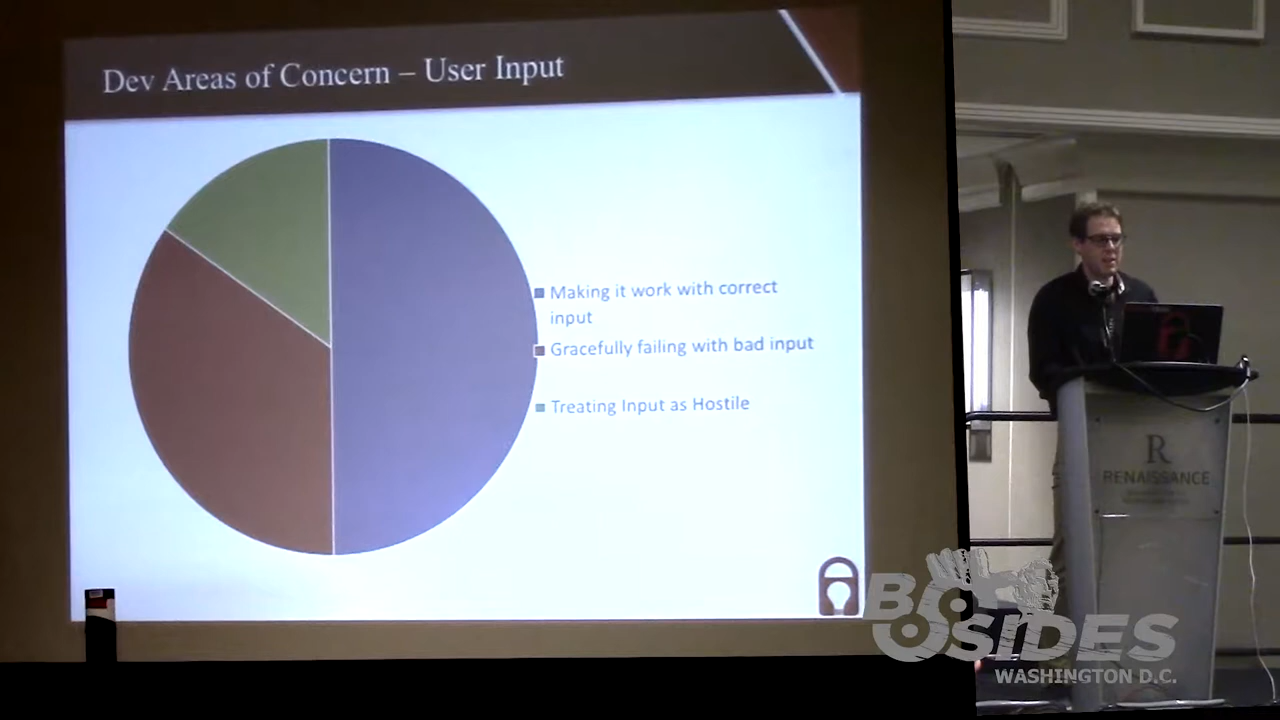 Dev Areas of Concern – User Input
Making it work with correct
input
Gracefully failing with bad input
Treating Input as Hostile
R
RENAISSANCE
BSIDES
WASHINGTON D.C.